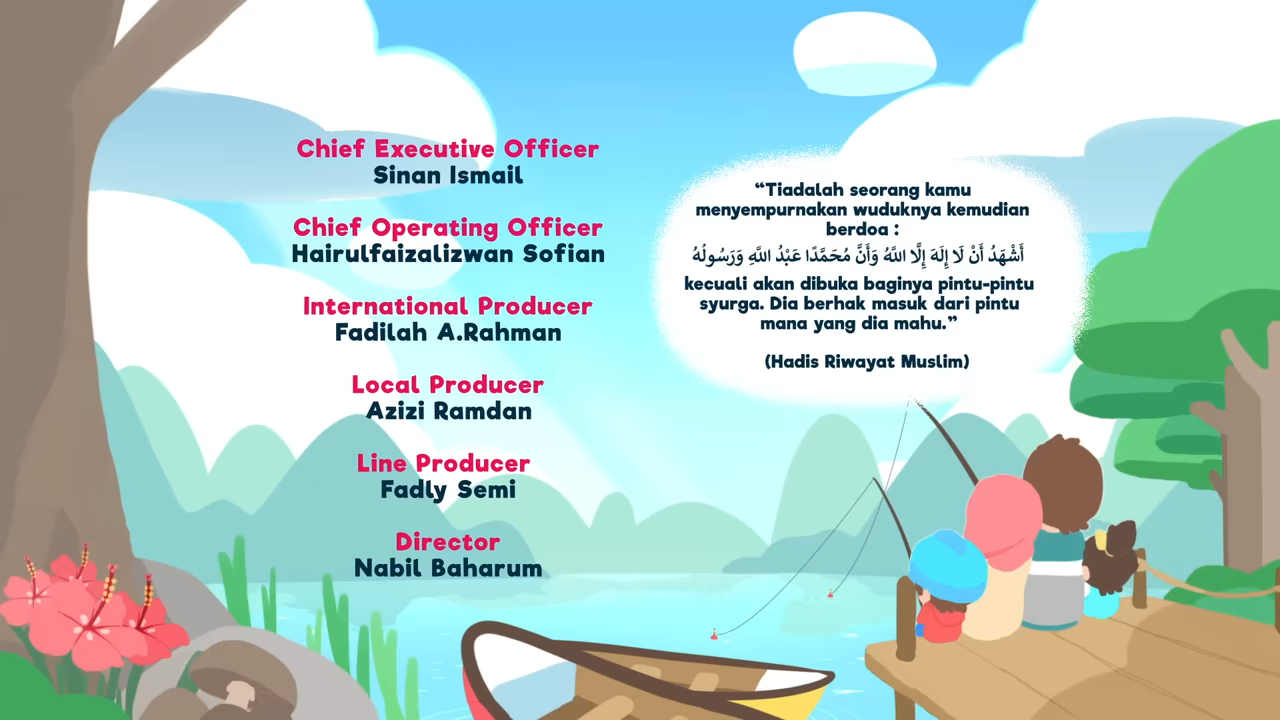 Chief Executive Officer
Sinan Ismail
Chief Operating Officer
Hairulfaizalizwan Sofian
International Producer
Fadilah A.Rahman
Local Producer
Azizi Ramdan
Line Producer
Fadly Semi
Director
Nabil Baharum
“Tiadalah seorang kamu
menyempurnakan wuduknya kemudian
berdoa :
أَشْهَدُ أَنْ لَا إِلَهَ إِلَّا اللَّهُ وَأَنَّ مُحَمَّدًا عَبْدُ اللَّهِ وَرَسُولُهُ
kecuali akan dibuka baginya pintu-pintu
syurga. Dia berhak masuk dari pintu
mana yang dia mahu.”
(Hadis Riwayat Muslim)